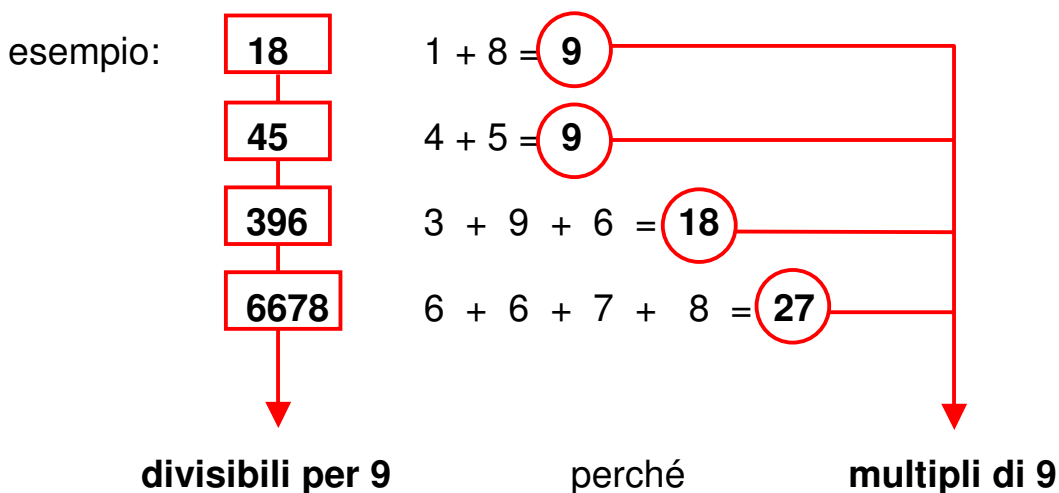 esempio: 18 1 + 8 = 9
45 4 + 5 = 9
396 3 + 9 + 6 = 18
6678 6 + 6 + 7 + 8 = 27
divisibili per 9 perché multipli di 9